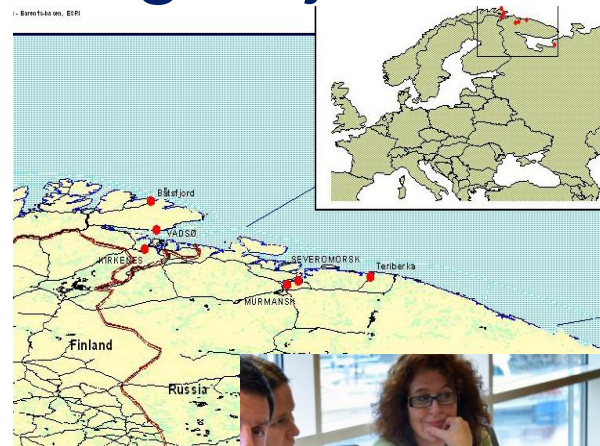 - Barents-basen, ESRI
Båtsfjord
VADSØ
KIRKENES
SEVEROMORSK
Teriberka
MURMANSK
Finland
Russia